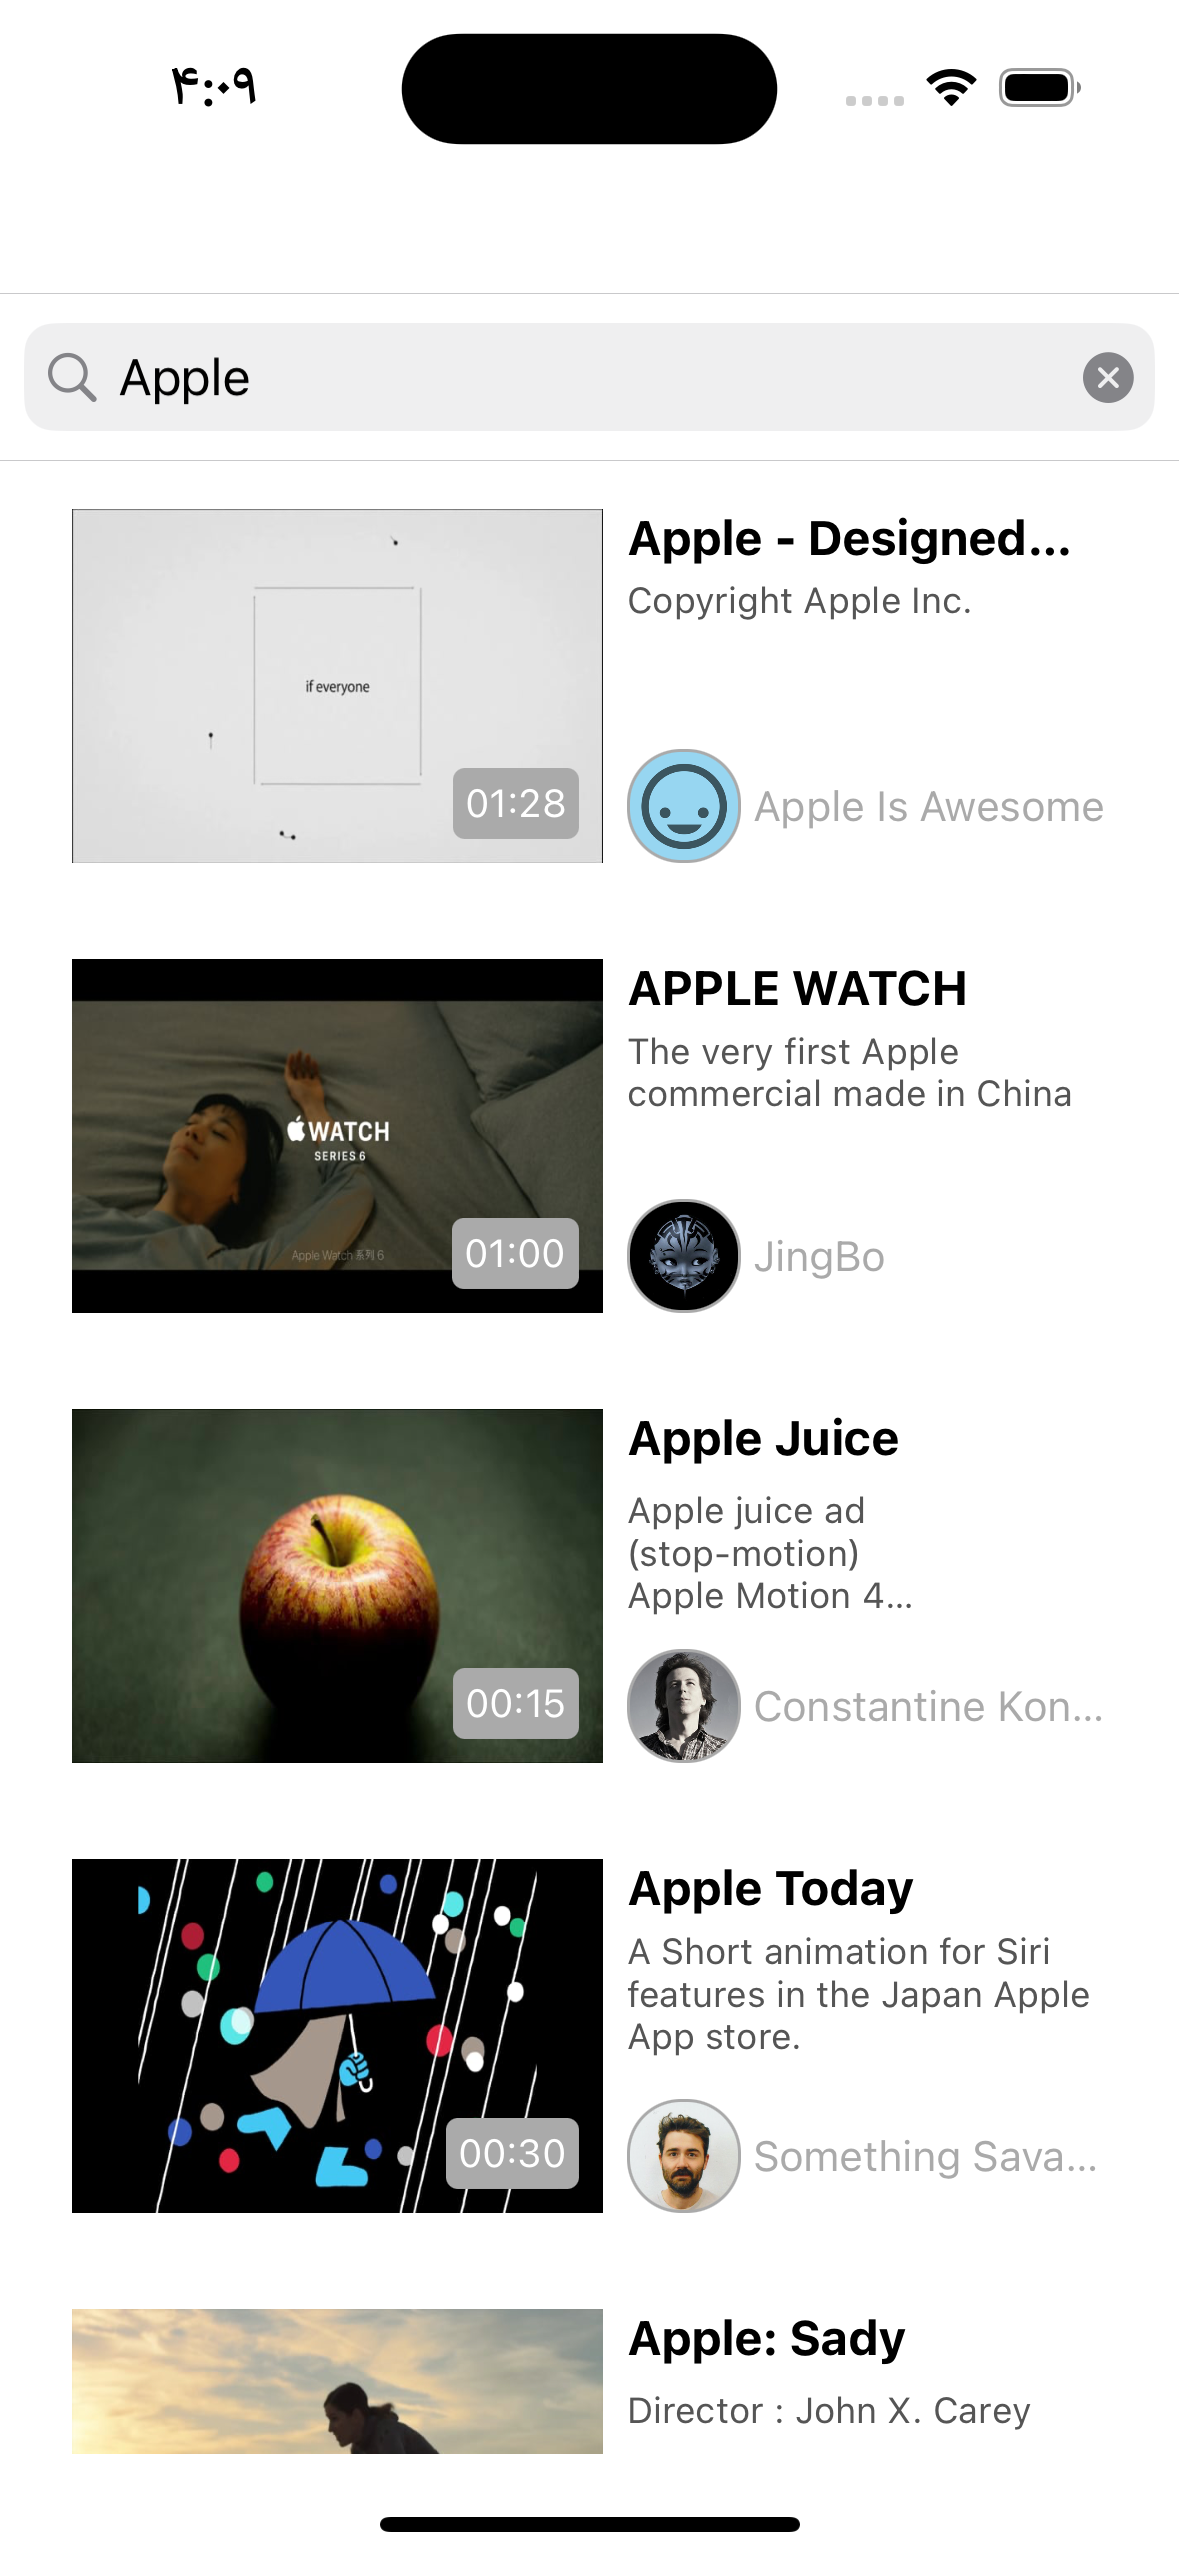 ۴:۰۹
Apple
if everyone
01:28
Apple - Designed...
Copyright Apple Inc.
Apple Is Awesome
WATCH
SERIES 6
Apple Watch 系列 6
01:00
APPLE WATCH
The very first Apple
commercial made in China
JingBo
00:15
Apple Juice
Apple juice ad
(stop-motion)
Apple Motion 4...
Constantine Kon...
00:30
Apple Today
A Short animation for Siri
features in the Japan Apple
App store.
Something Sava...
Apple: Sady
Director : John X. Carey